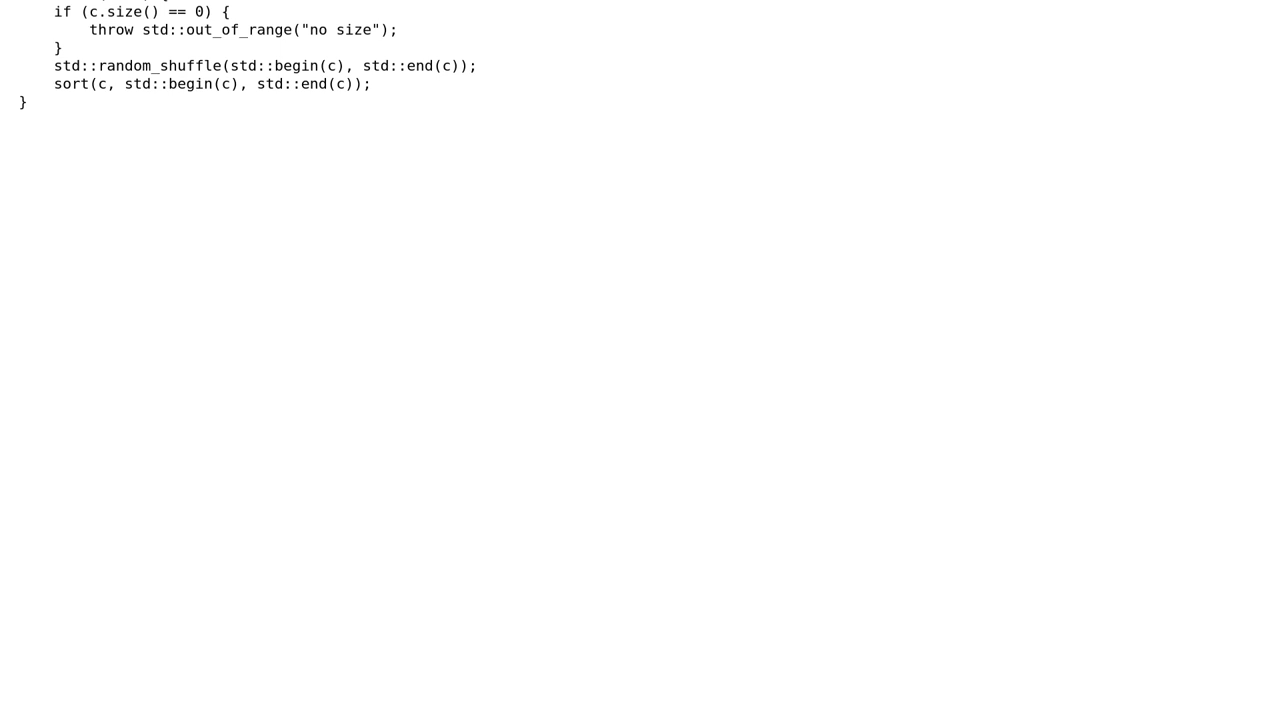 if (c.size() == 0) {
        throw std::out_of_range("no size");
    }
    std::random_shuffle(std::begin(c), std::end(c));
    sort(c, std::begin(c), std::end(c));
}